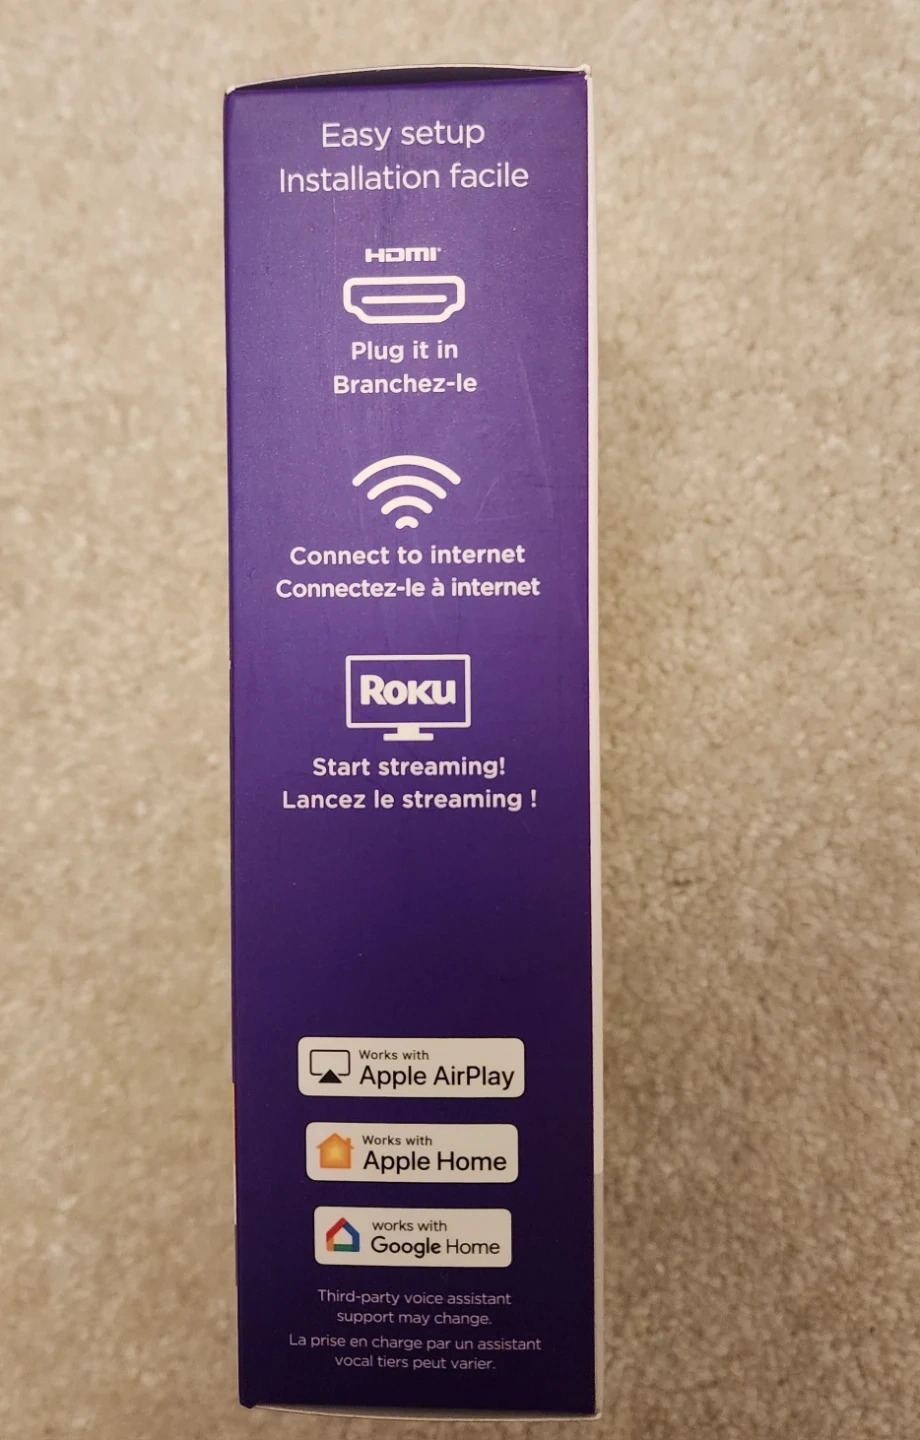 Easy setup
Installation facile
HDMI
Plug it in
Branchez-le
Connect to internet
Connectez-le à internet
Roku
Start streaming!
Lancez le streaming !
Works with
Apple AirPlay
Works with
Apple Home
works with
Google Home
Third-party voice assistant
support may change.
La prise en charge par un assistant
vocal tiers peut varier.